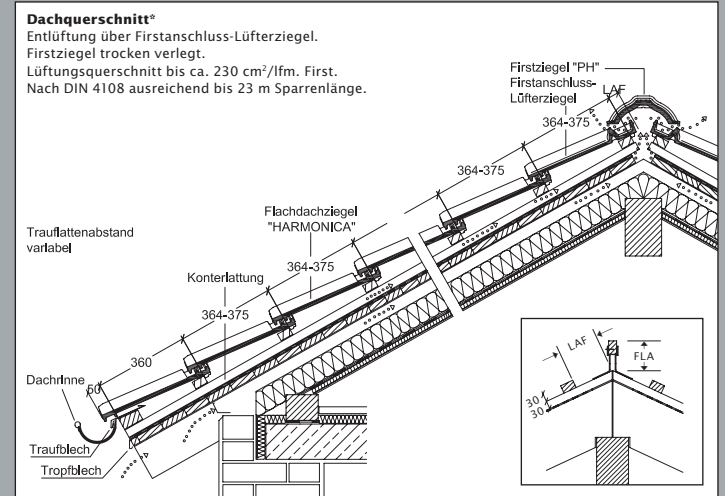 Dachquerschnitt*
Entlüftung über Firstanschluss-Lüfterziegel.
Firstziegel trocken verlegt.
Lüftungsquerschnitt bis ca. 230 cm²/lfm. First.
Nach DIN 4108 ausreichend bis 23 m Sparrenlänge.
Firstziegel "PH"
Firstanschluss-
Lüfterziegel
LAF
364-375
364-375
Flachdachziegel
"HARMONICA"
Trauflattenabstand
variabel
364-375
Konterlattung
364-375
360
50
Dachrinne
Traufblech
Tropfblech
LAF
FLA
30
30